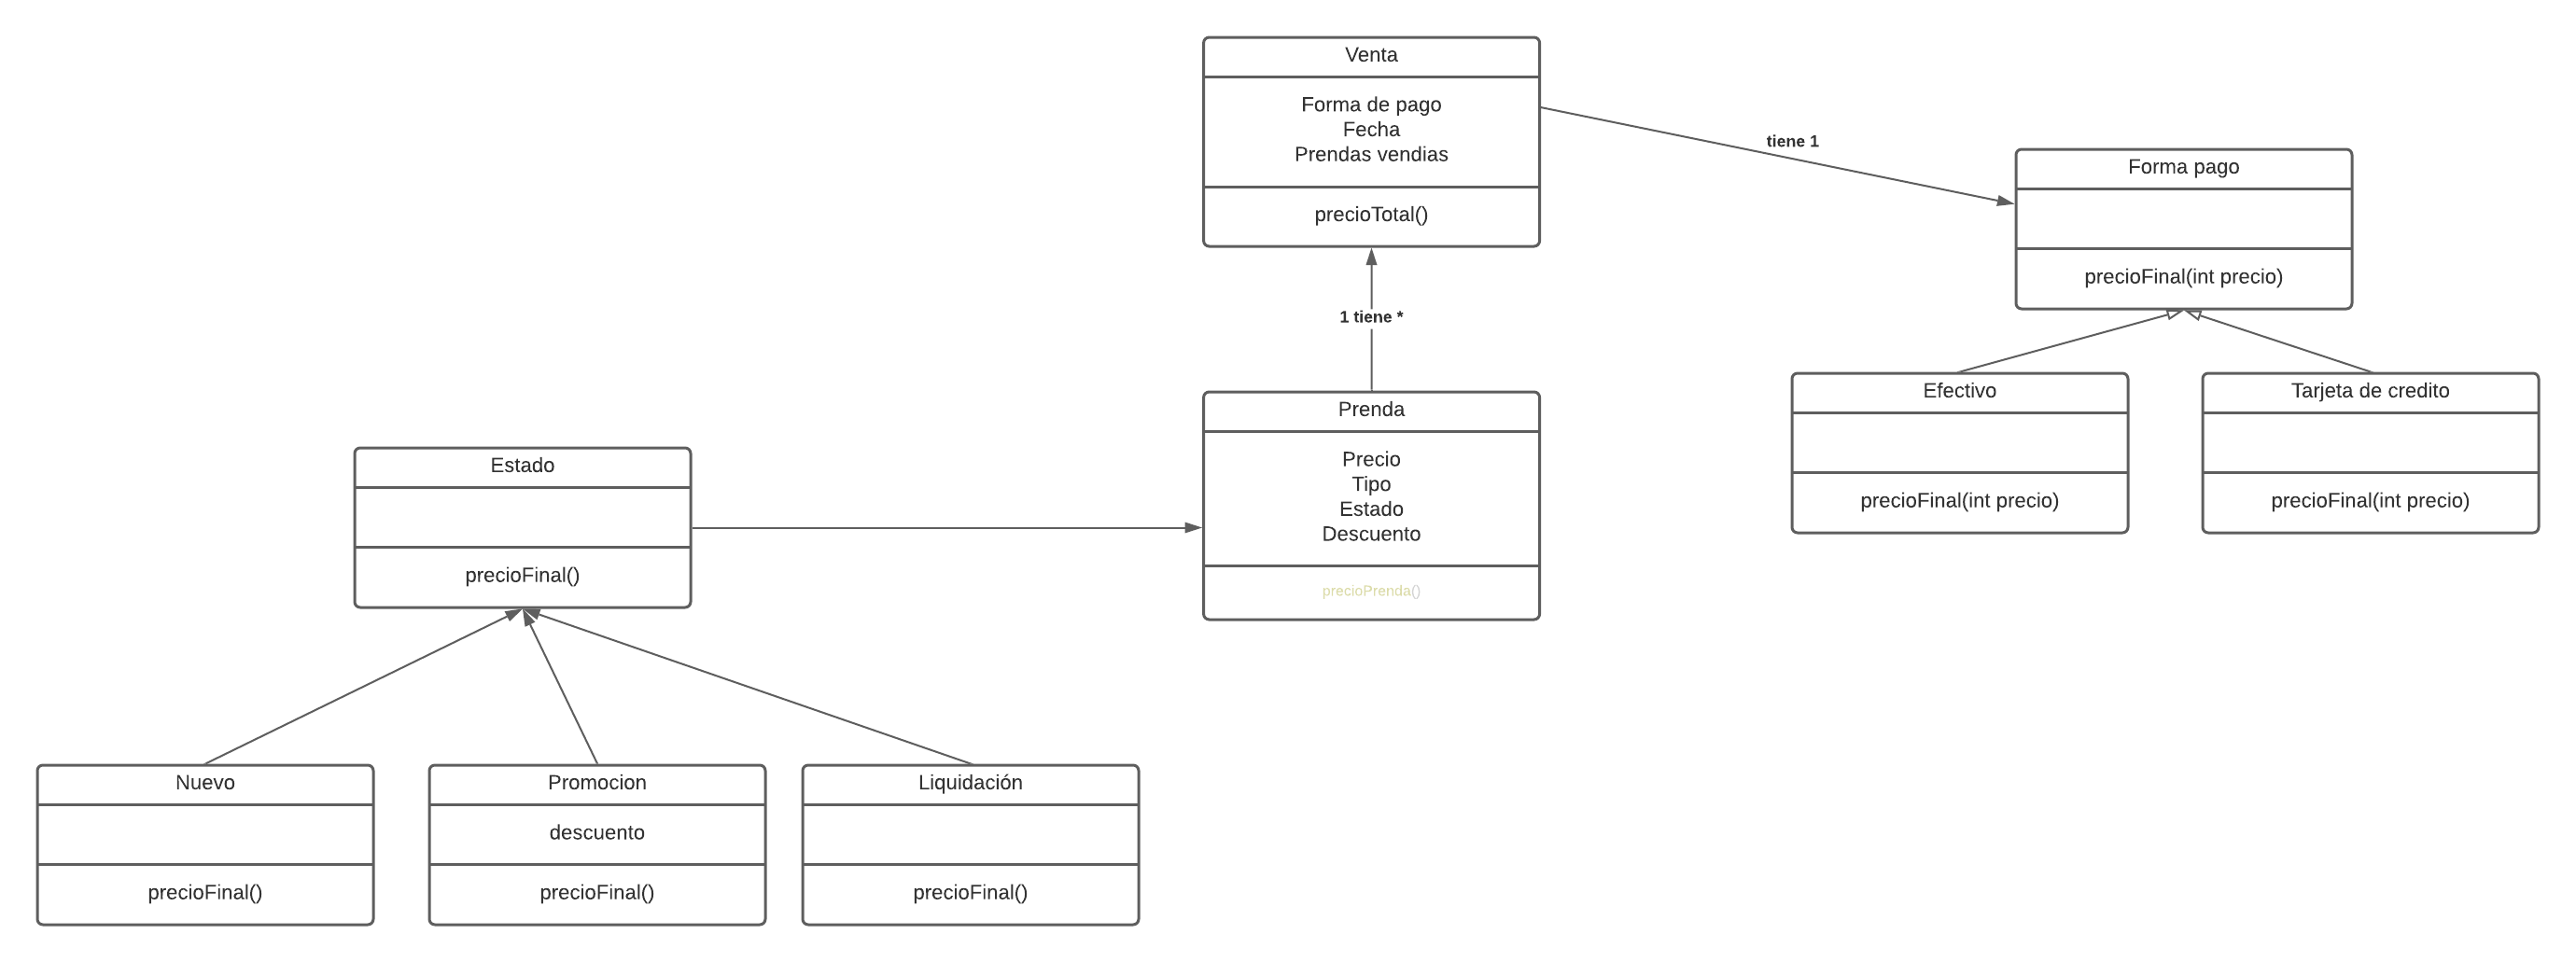 Venta
Forma de pago
Fecha
Prendas vendias
precioTotal()
tiene 1
Forma pago
precioFinal(int precio)
1 tiene *
Efectivo
precioFinal(int precio)
Tarjeta de credito
precioFinal(int precio)
Prenda
Precio
Tipo
Estado
Descuento
precioPrenda()
Estado
precioFinal()
Nuevo
precioFinal()
Promocion
descuento
precioFinal()
Liquidación
precioFinal()